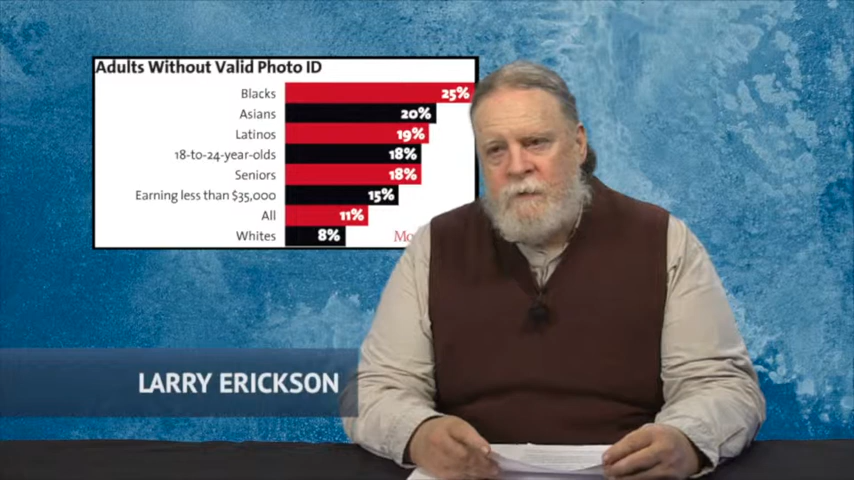 Adults Without Valid Photo ID
Blacks 25%
Asians 20%
Latinos 19%
18-to-24-year-olds 18%
Seniors 18%
Earning less than $35,000 15%
All 11%
Whites 8%
LARRY ERICKSON